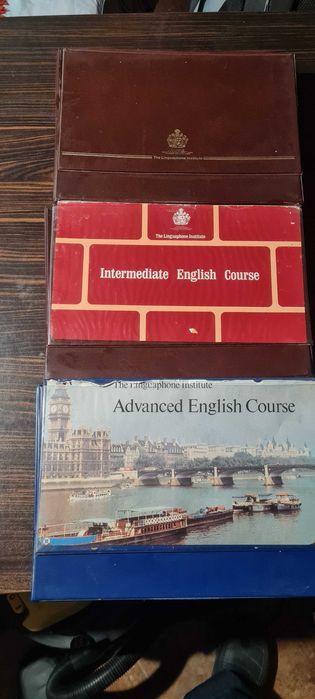 The Linguaphone Institute
The Linguaphone Institute
Intermediate English Course
The Linguaphone Institute
Advanced English Course